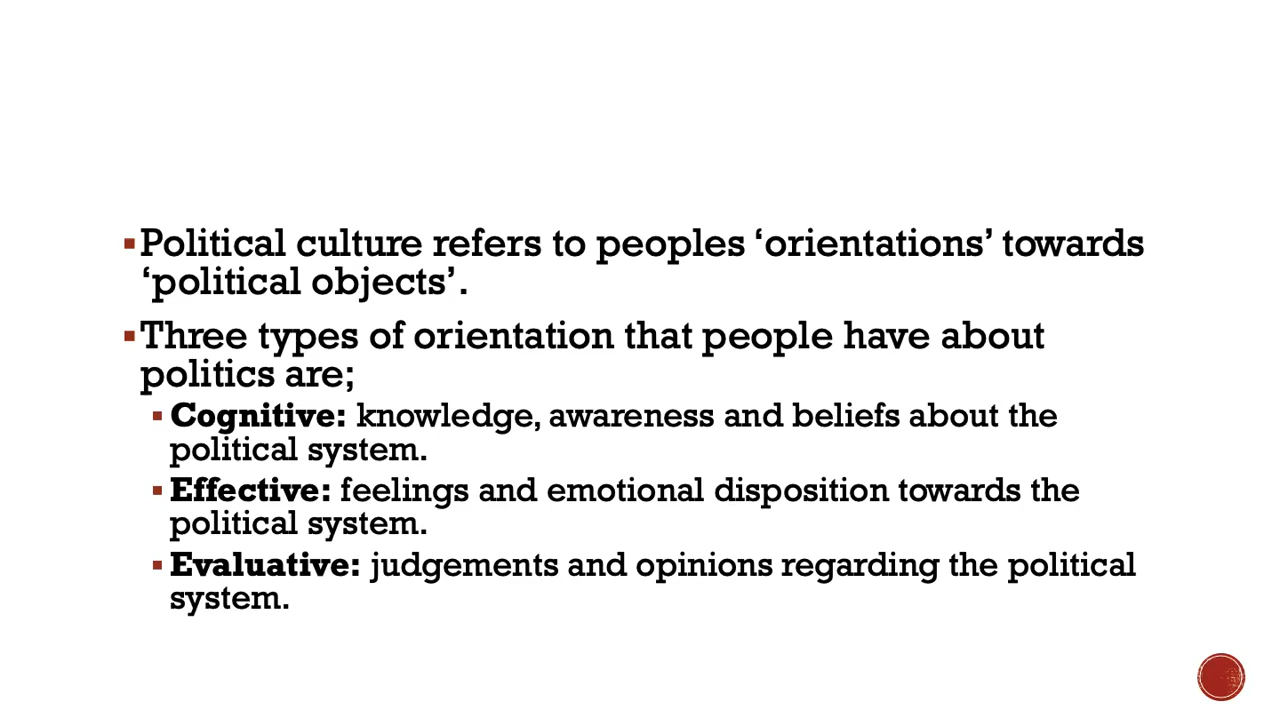 ▪Political culture refers to peoples ‘orientations’ towards
‘political objects’.
▪Three types of orientation that people have about
politics are;
▪Cognitive: knowledge, awareness and beliefs about the
political system.
▪Effective: feelings and emotional disposition towards the
political system.
▪Evaluative: judgements and opinions regarding the political
system.